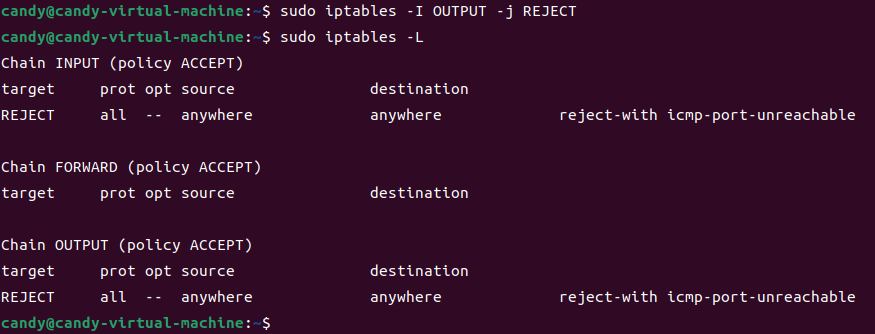 candy@candy-virtual-machine:~$ sudo iptables -I OUTPUT -j REJECT
candy@candy-virtual-machine:~$ sudo iptables -L
Chain INPUT (policy ACCEPT)
target     prot opt source               destination
REJECT     all  --  anywhere             anywhere             reject-with icmp-port-unreachable

Chain FORWARD (policy ACCEPT)
target     prot opt source               destination

Chain OUTPUT (policy ACCEPT)
target     prot opt source               destination
REJECT     all  --  anywhere             anywhere             reject-with icmp-port-unreachable
candy@candy-virtual-machine:~$